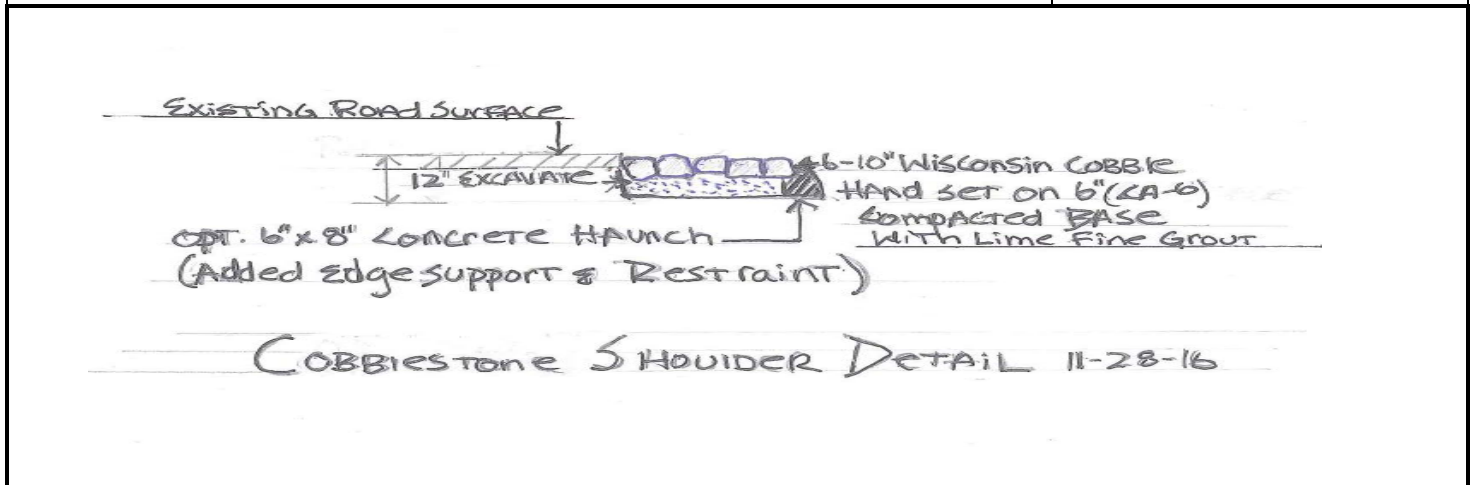 Existing Road Surface
12" Excavate
6-10" Wisconsin Cobble
Hand set on 6" (CA-6)
Compacted Base
With Lime Fine Grout
Opt. 6" x 8" Concrete Haunch
(Added Edge Support & Restraint)
Cobblestone Shoulder Detail 11-28-16